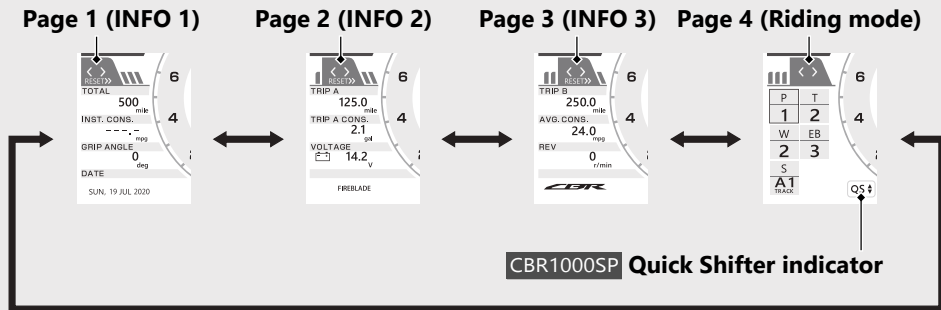 Page 1 (INFO 1)
Page 2 (INFO 2)
Page 3 (INFO 3)
Page 4 (Riding mode)
RESET
TOTAL
500
mile
INST. CONS.
---.-
mpg
GRIP ANGLE
0
deg
DATE
SUN, 19 JUL 2020
6
4
RESET
TRIP A
125.0
mile
TRIP A CONS.
2.1
gal
VOLTAGE
14.2
V
FIREBLADE
6
4
RESET
TRIP B
250.0
mile
AVG. CONS.
24.0
mpg
REV
0
r/min
CBR
6
4
P T
1 2
W EB
2 3
S
A1
TRACK
6
4
QS
CBR1000SP Quick Shifter indicator